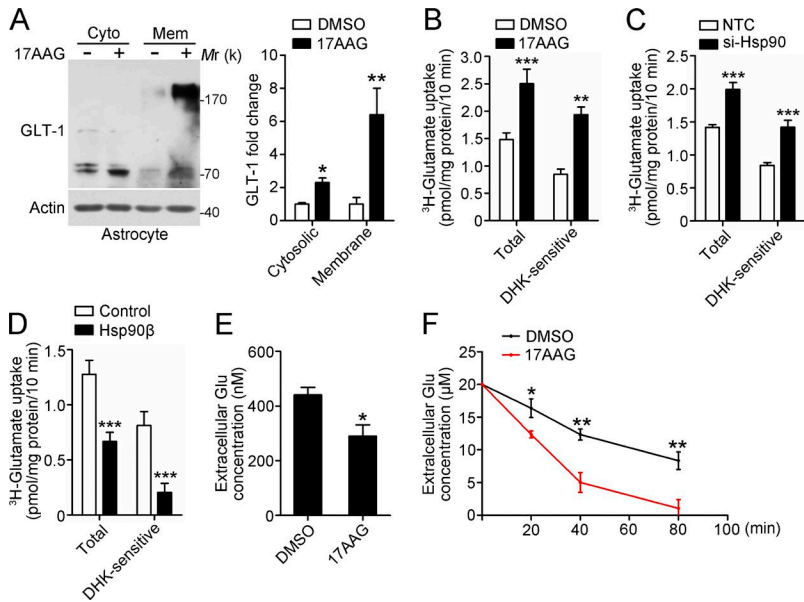 A
Cyto Mem
17AAG − + − + Mr (k)
-170
GLT-1
-70
Actin
-40
Astrocyte
DMSO
17AAG
GLT-1 fold change
10
8
6
4
2
0
*
**
Cytosolic
Membrane
B
DMSO
17AAG
³H-Glutamate uptake
(pmol/mg protein/10 min)
3.0
2.5
2.0
1.5
1.0
0.5
0
***
**
Total
DHK-sensitive
C
NTC
si-Hsp90
³H-Glutamate uptake
(pmol/mg protein/10 min)
2.5
2.0
1.5
1.0
0.5
0
***
***
Total
DHK-sensitive
D
Control
Hsp90β
³H-Glutamate uptake
(pmol/mg protein/10 min)
1.5
1.0
0.5
0
***
***
Total
DHK-sensitive
E
Extracellular Glu
concentration (nM)
600
400
200
0
*
DMSO
17AAG
F
DMSO
17AAG
Extralcellular Glu
concentration (μM)
25
20
15
10
5
0
*
**
**
20 40 60 80 100 (min)